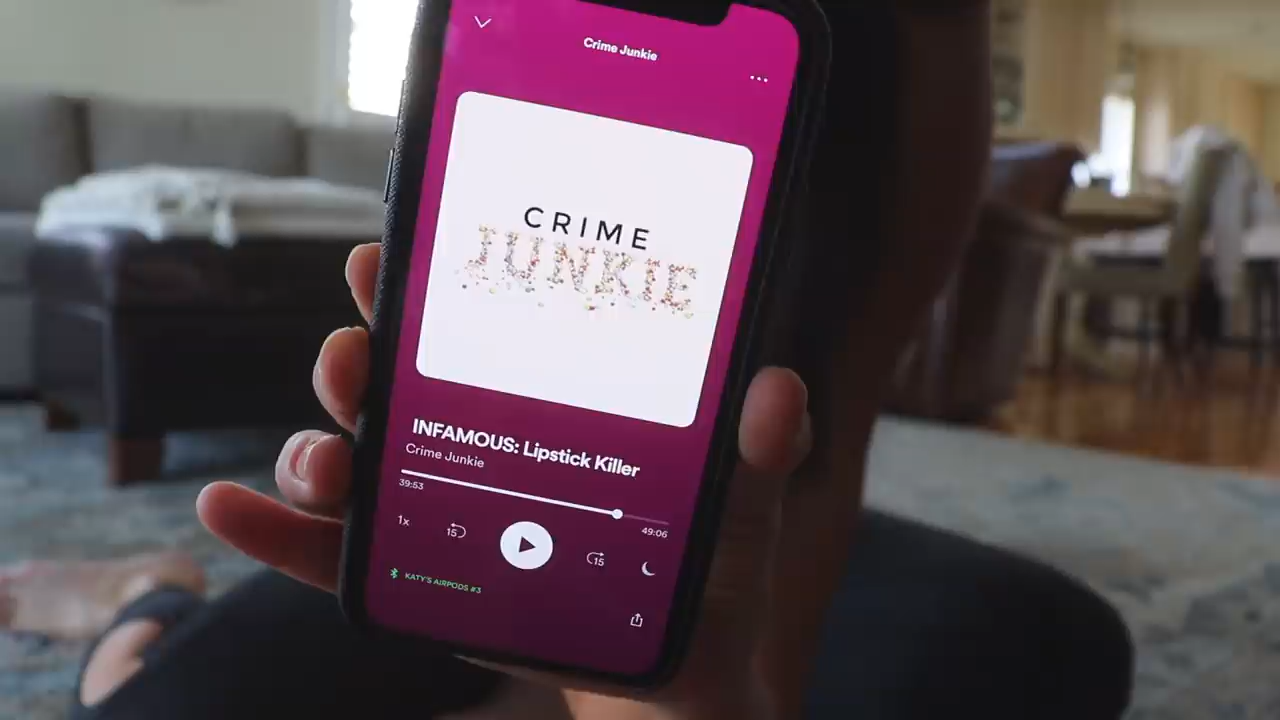 Crime Junkie
CRIME
JUNKIE
INFAMOUS: Lipstick Killer
Crime Junkie
39:53
49:06
1x
15
15
KATY'S AIRPODS #3